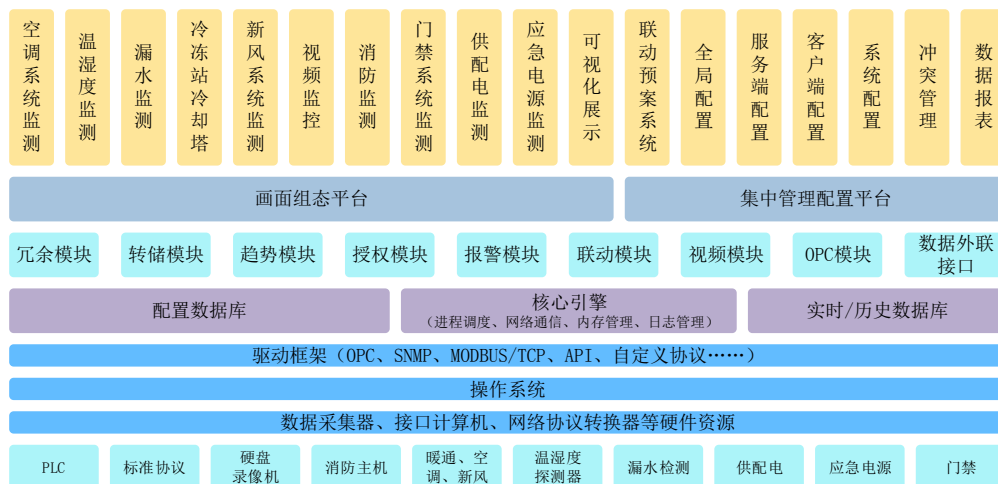 空调系统监测
温湿度监测
漏水监测
冷冻站冷却塔
新风系统监测
视频监控
消防监测
门禁系统监测
供配电监测
应急电源监测
可视化展示
联动预案系统
全局配置
服务端配置
客户端配置
系统配置
冲突管理
数据报表
画面组态平台
集中管理配置平台
冗余模块
转储模块
趋势模块
授权模块
报警模块
联动模块
视频模块
OPC模块
数据外联
接口
配置数据库
核心引擎
（进程调度、网络通信、内存管理、日志管理）
实时/历史数据库
驱动框架（OPC、SNMP、MODBUS/TCP、API、自定义协议……）
操作系统
数据采集器、接口计算机、网络协议转换器等硬件资源
PLC
标准协议
硬盘
录像机
消防主机
暖通、空
调、新风
温湿度
探测器
漏水检测
供配电
应急电源
门禁